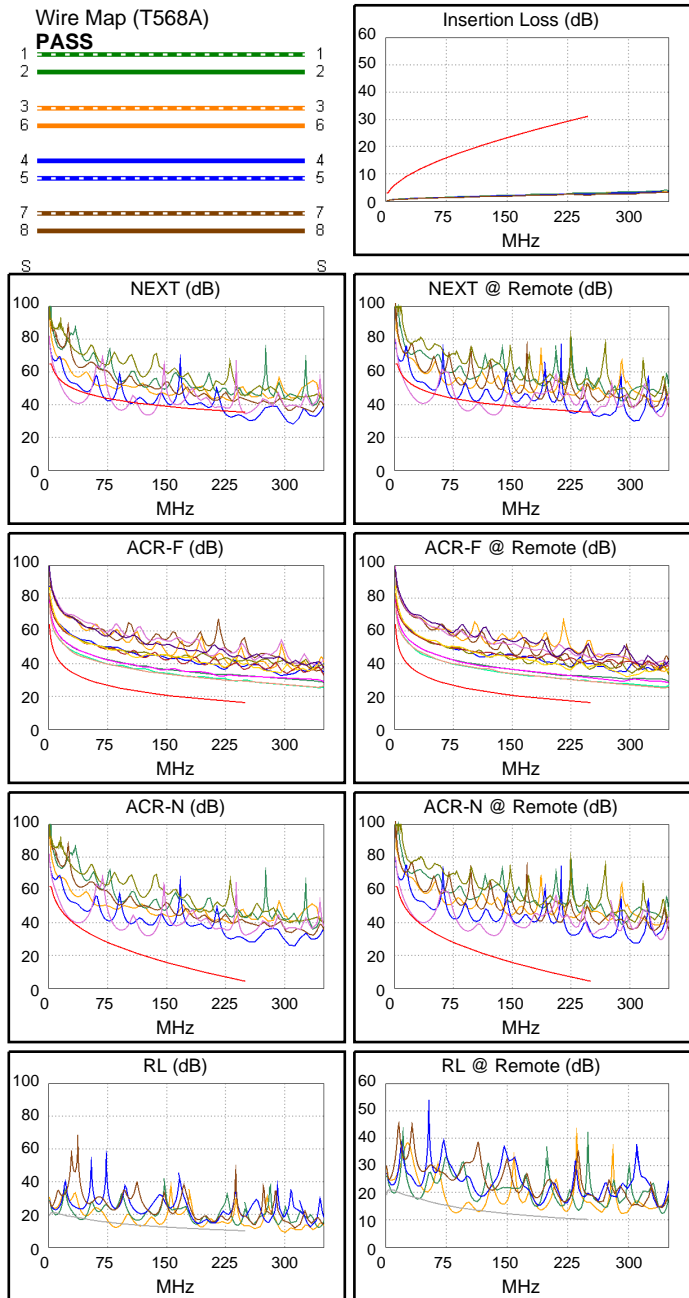 Wire Map (T568A)
PASS
1 1
2 2
3 3
6 6
4 4
5 5
7 7
8 8
S S
Insertion Loss (dB)
60
50
40
30
20
10
0
0 75 150 225 300
MHz
NEXT (dB)
100
80
60
40
20
0
0 75 150 225 300
MHz
NEXT @ Remote (dB)
100
80
60
40
20
0
0 75 150 225 300
MHz
ACR-F (dB)
100
80
60
40
20
0
0 75 150 225 300
MHz
ACR-F @ Remote (dB)
100
80
60
40
20
0
0 75 150 225 300
MHz
ACR-N (dB)
100
80
60
40
20
0
0 75 150 225 300
MHz
ACR-N @ Remote (dB)
100
80
60
40
20
0
0 75 150 225 300
MHz
RL (dB)
100
80
60
40
20
0
0 75 150 225 300
MHz
RL @ Remote (dB)
60
50
40
30
20
10
0
0 75 150 225 300
MHz